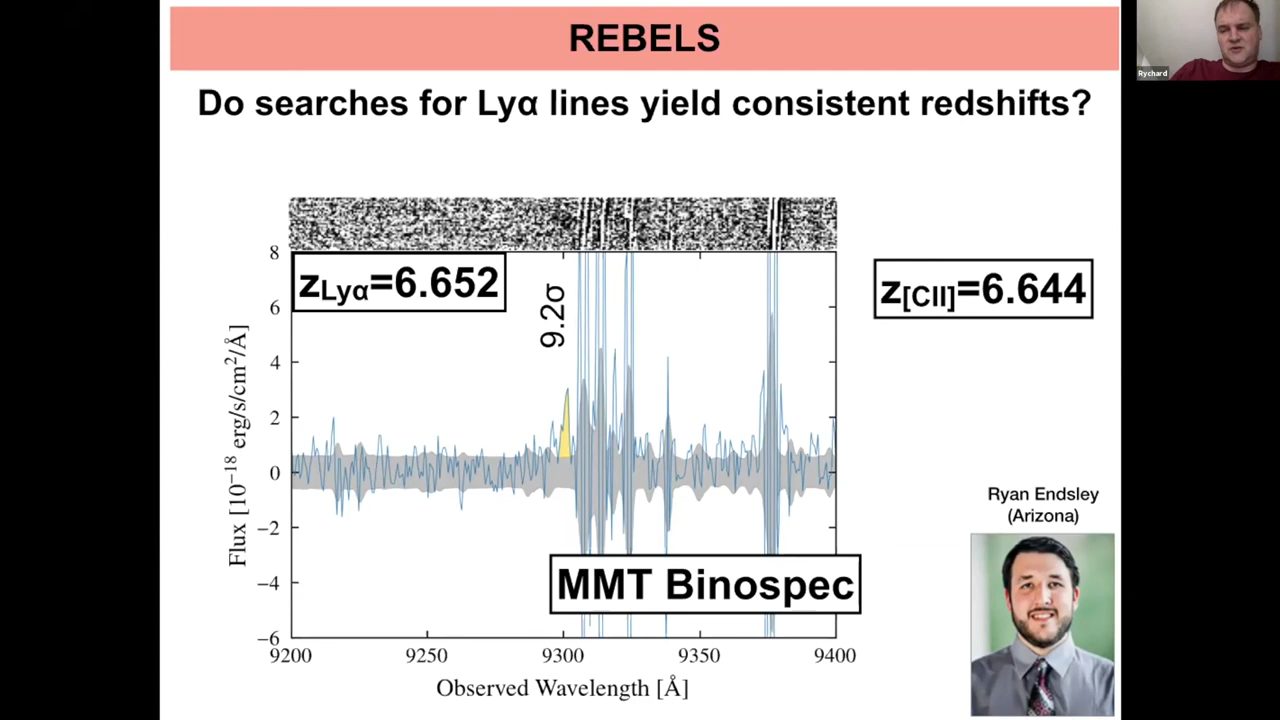 REBELS
Rychard
Do searches for Lyα lines yield consistent redshifts?
8
zLyα=6.652
9.2σ
z[CII]=6.644
6
4
2
0
−2
−4
−6
Flux [10⁻¹⁸ erg/s/cm²/Å]
MMT Binospec
9200 9250 9300 9350 9400
Observed Wavelength [Å]
Ryan Endsley
(Arizona)